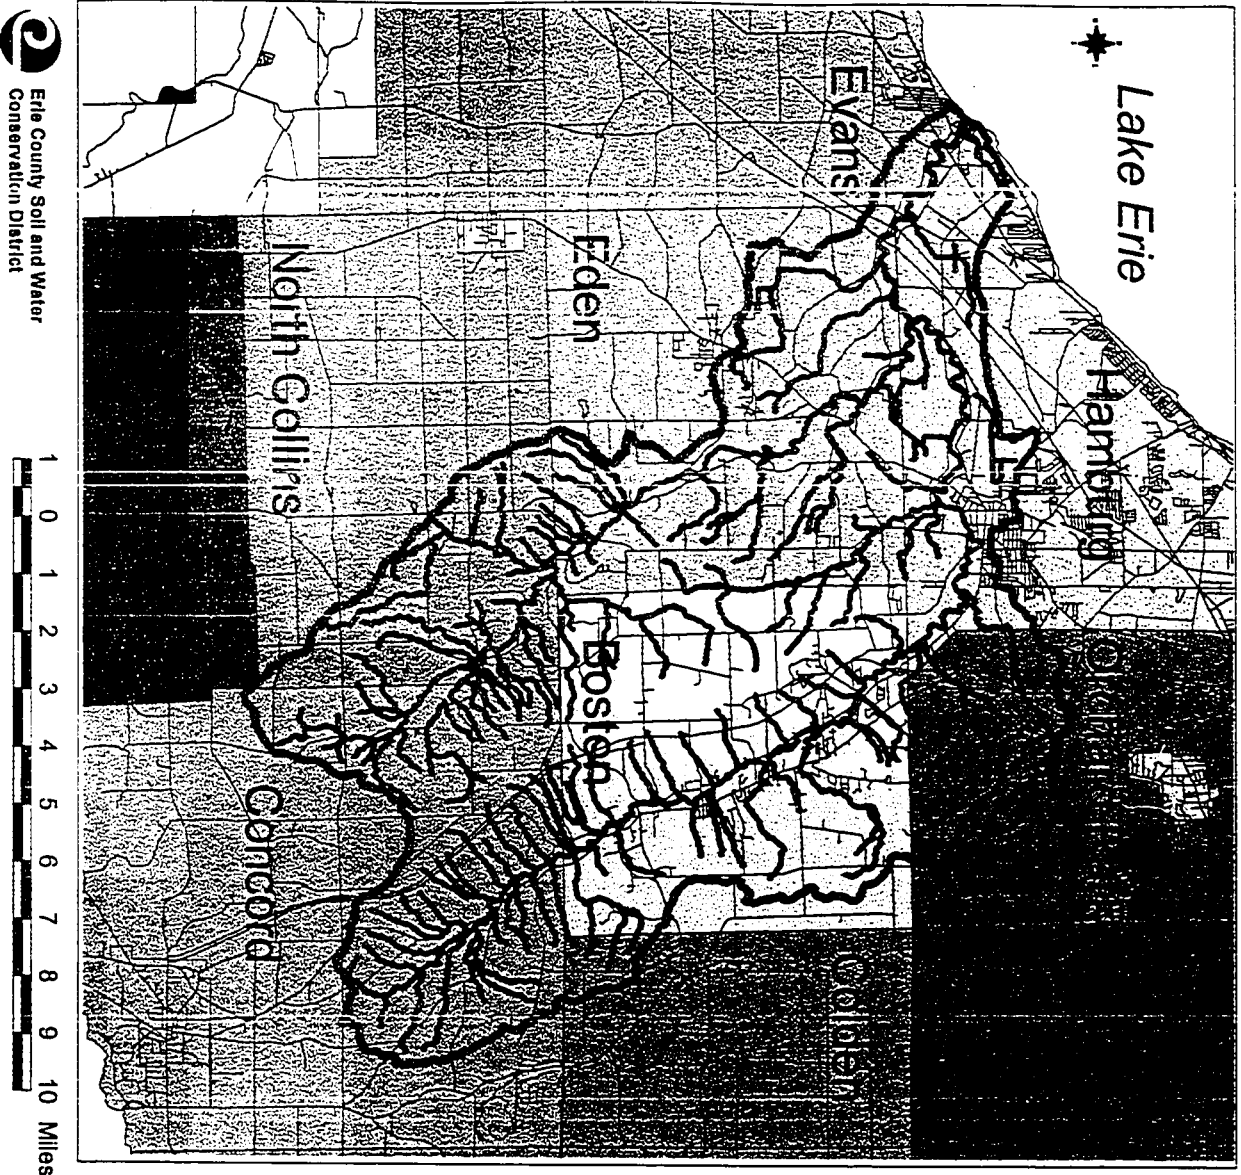 Lake Erie
Evans
Hamburg
Eden
North Collins
Boston
Concord
Colden
1 0 1 2 3 4 5 6 7 8 9 10 Miles
Erie County Soil and Water
Conservation District